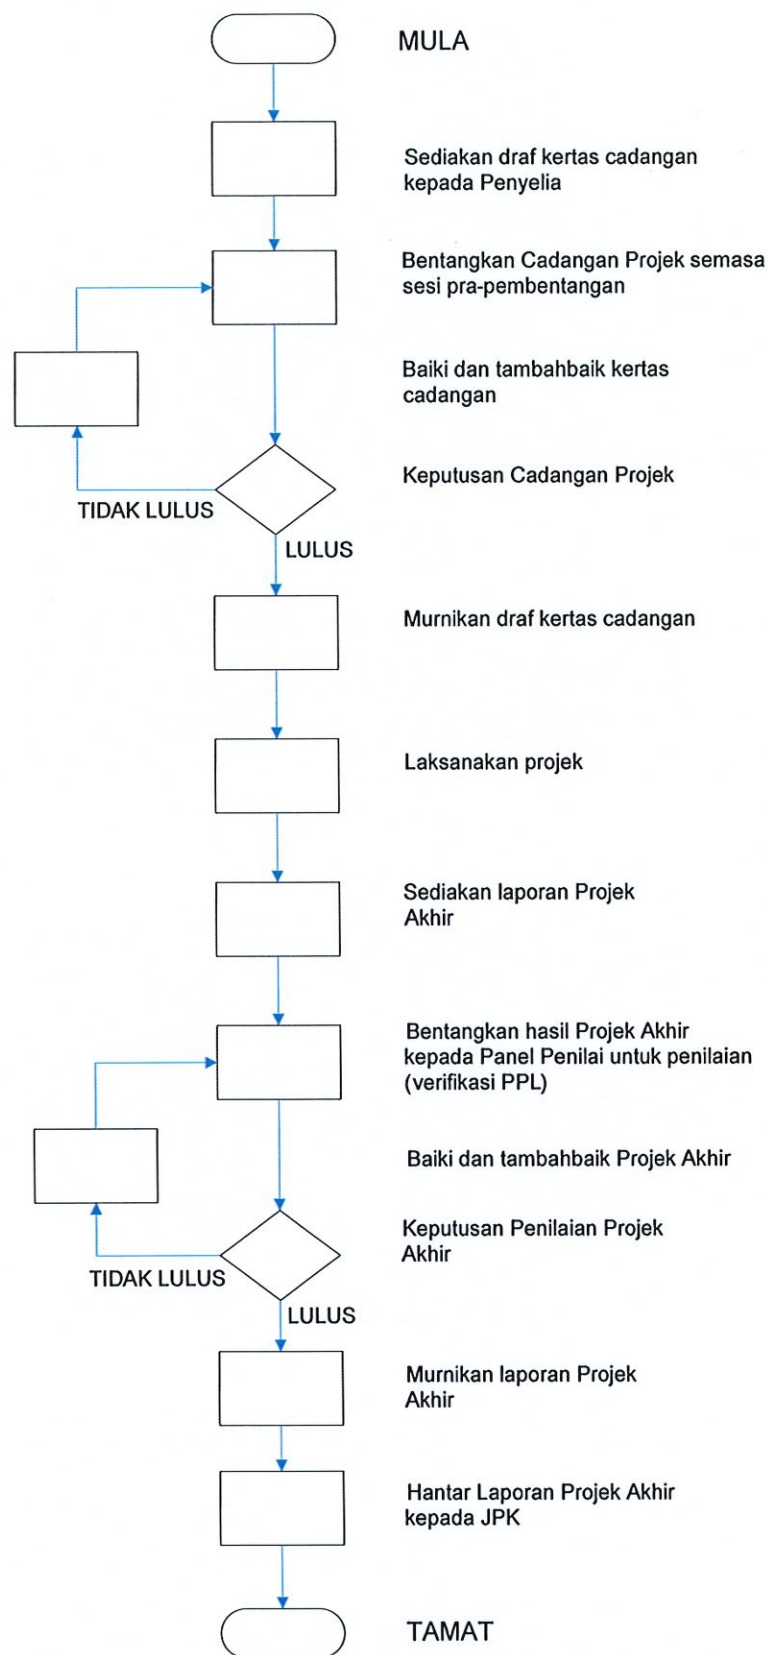 MULA
Sediakan draf kertas cadangan
kepada Penyelia
Bentangkan Cadangan Projek semasa
sesi pra-pembentangan
Baiki dan tambahbaik kertas
cadangan
Keputusan Cadangan Projek
TIDAK LULUS
LULUS
Murnikan draf kertas cadangan
Laksanakan projek
Sediakan laporan Projek
Akhir
Bentangkan hasil Projek Akhir
kepada Panel Penilai untuk penilaian
(verifikasi PPL)
Baiki dan tambahbaik Projek Akhir
Keputusan Penilaian Projek
Akhir
TIDAK LULUS
LULUS
Murnikan laporan Projek
Akhir
Hantar Laporan Projek Akhir
kepada JPK
TAMAT